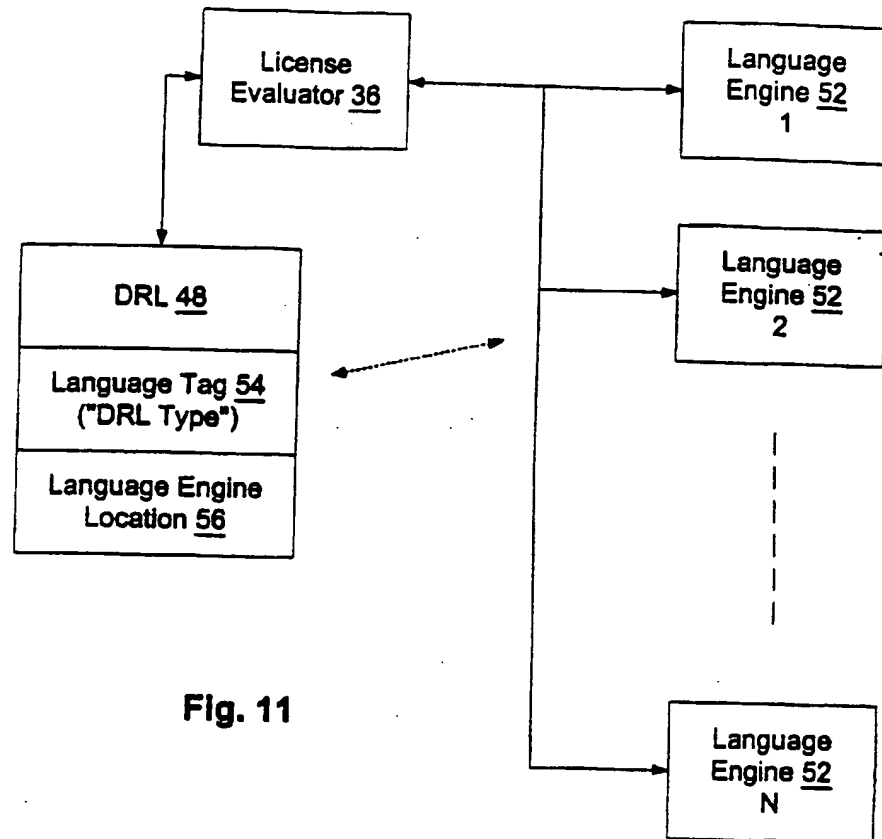 License
Evaluator 36
Language
Engine 52
1
DRL 48
Language Tag 54
("DRL Type")
Language Engine
Location 56
Language
Engine 52
2
Fig. 11
Language
Engine 52
N